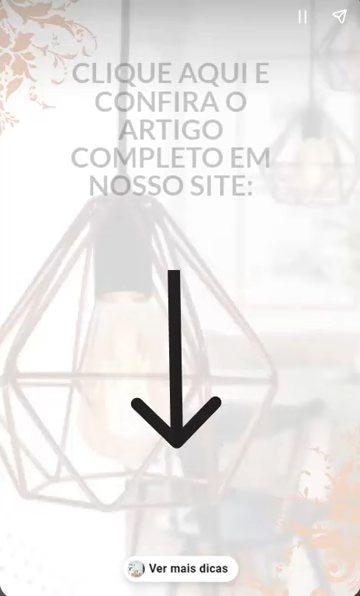 CLIQUE AQUI E
CONFIRA O
ARTIGO
COMPLETO EM
NOSSO SITE:
Ver mais dicas